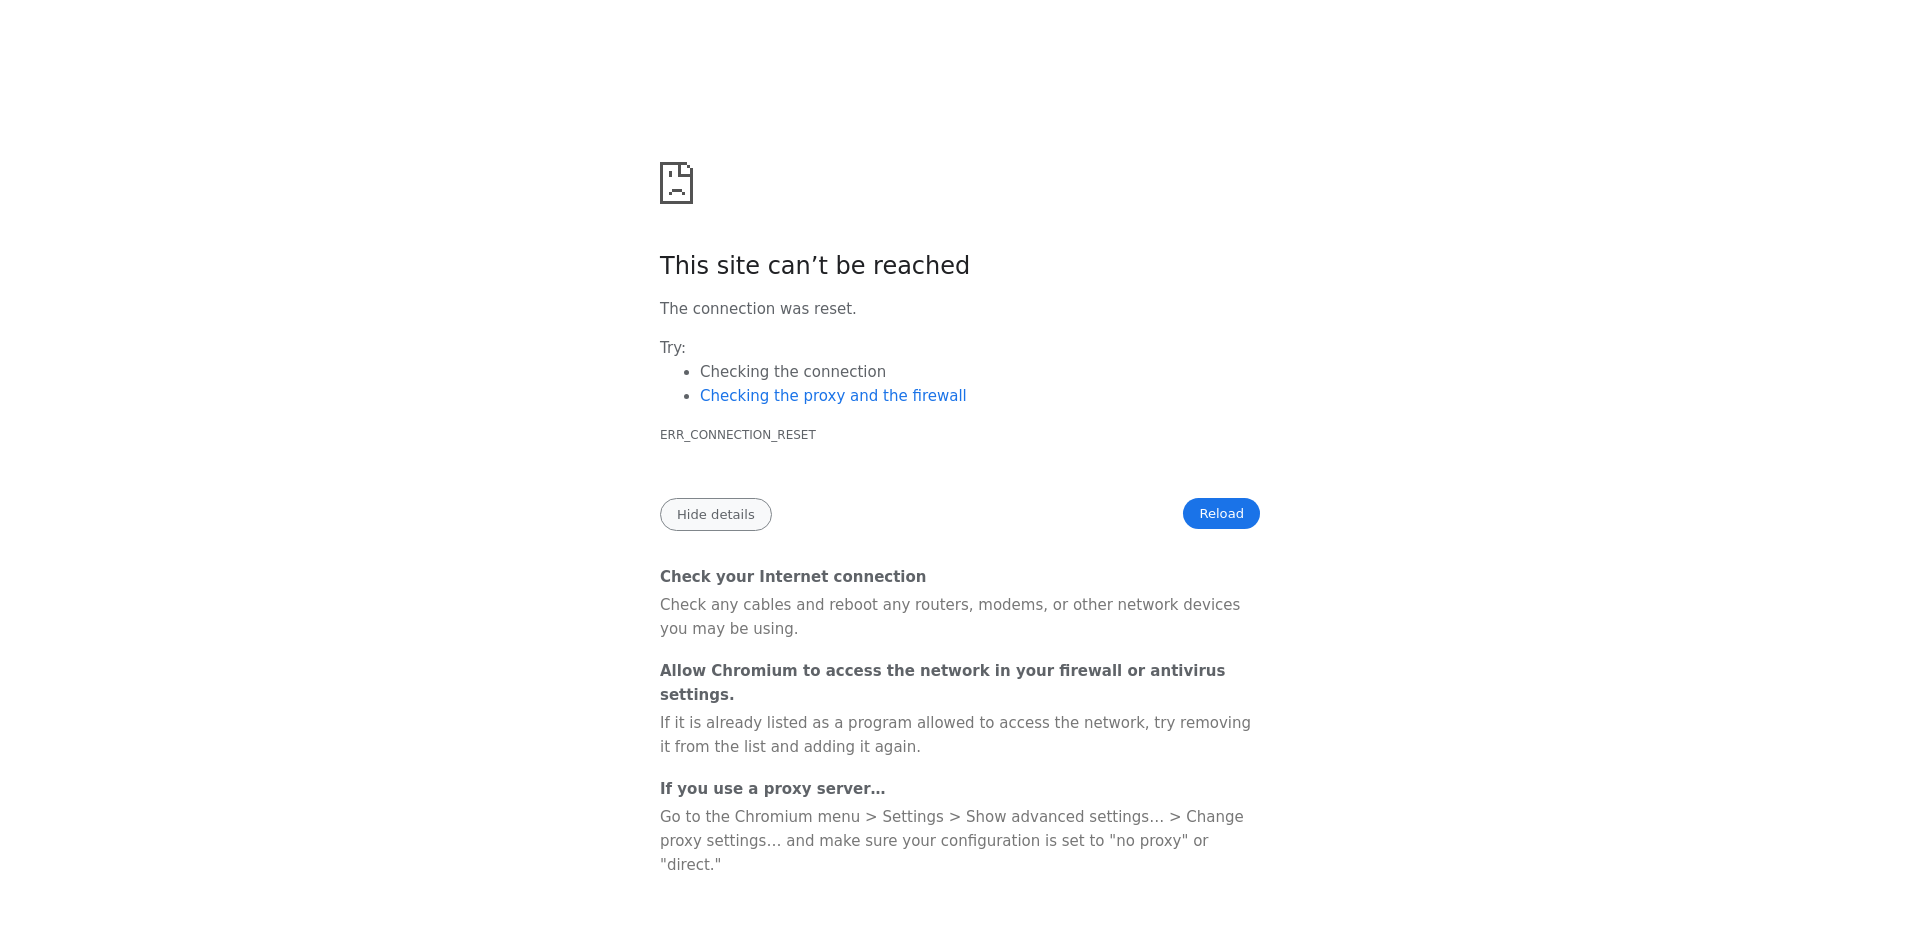 This site can’t be reached
The connection was reset.
Try:
Checking the connection
Checking the proxy and the firewall
ERR_CONNECTION_RESET
Hide details
Reload
Check your Internet connection
Check any cables and reboot any routers, modems, or other network devices
you may be using.
Allow Chromium to access the network in your firewall or antivirus
settings.
If it is already listed as a program allowed to access the network, try removing
it from the list and adding it again.
If you use a proxy server…
Go to the Chromium menu > Settings > Show advanced settings… > Change
proxy settings… and make sure your configuration is set to "no proxy" or
"direct."